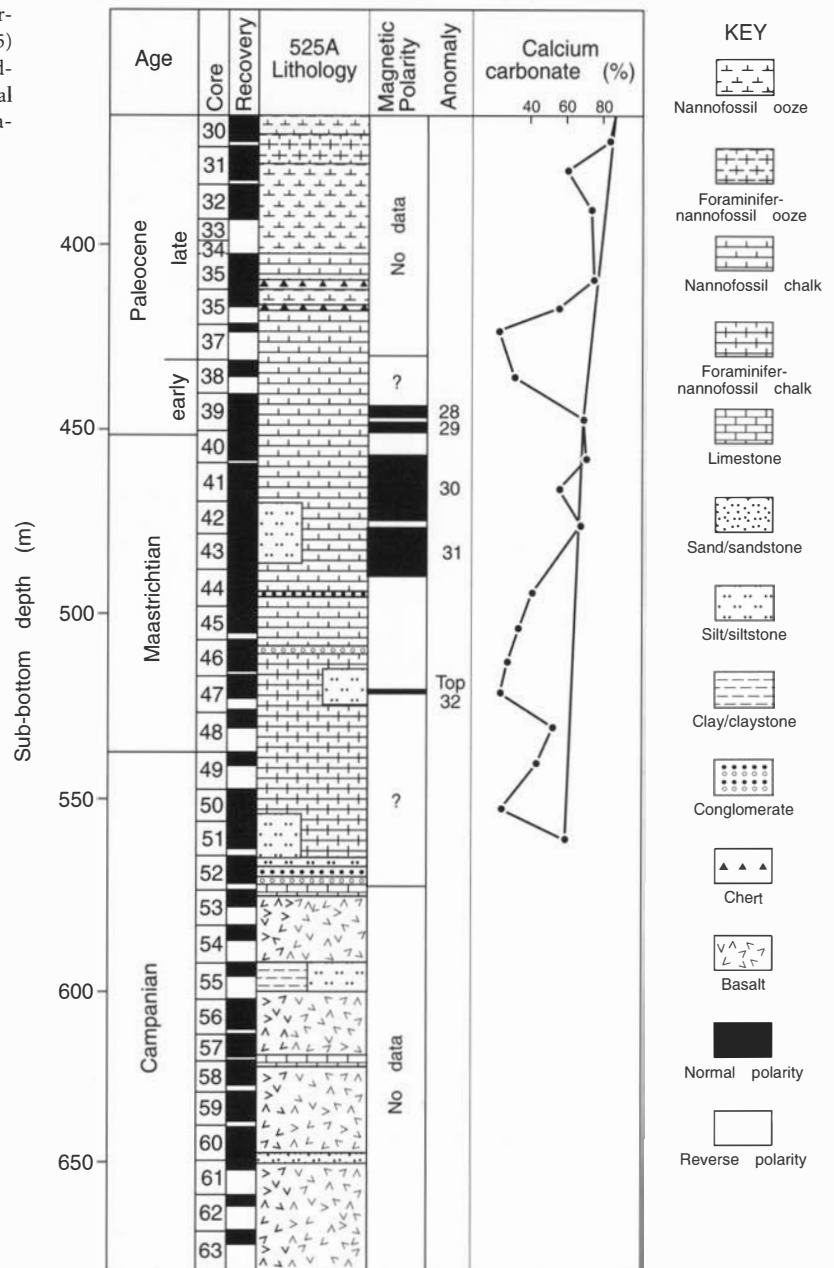 r-
5)
d-
al
a-
Age
Core
Recovery
525A
Lithology
Magnetic
Polarity
Anomaly
Calcium
carbonate (%)
40 60 80
Sub-bottom depth (m)
400
450
500
550
600
650
Paleocene
late
early
Maastrichtian
Campanian
30
31
32
33
34
35
35
37
38
39
40
41
42
43
44
45
46
47
48
49
50
51
52
53
54
55
56
57
58
59
60
61
62
63
No data
?
?
No data
28
29
30
31
Top
32
KEY
Nannofossil ooze
Foraminifer-
nannofossil ooze
Nannofossil chalk
Foraminifer-
nannofossil chalk
Limestone
Sand/sandstone
Silt/siltstone
Clay/claystone
Conglomerate
Chert
Basalt
Normal polarity
Reverse polarity